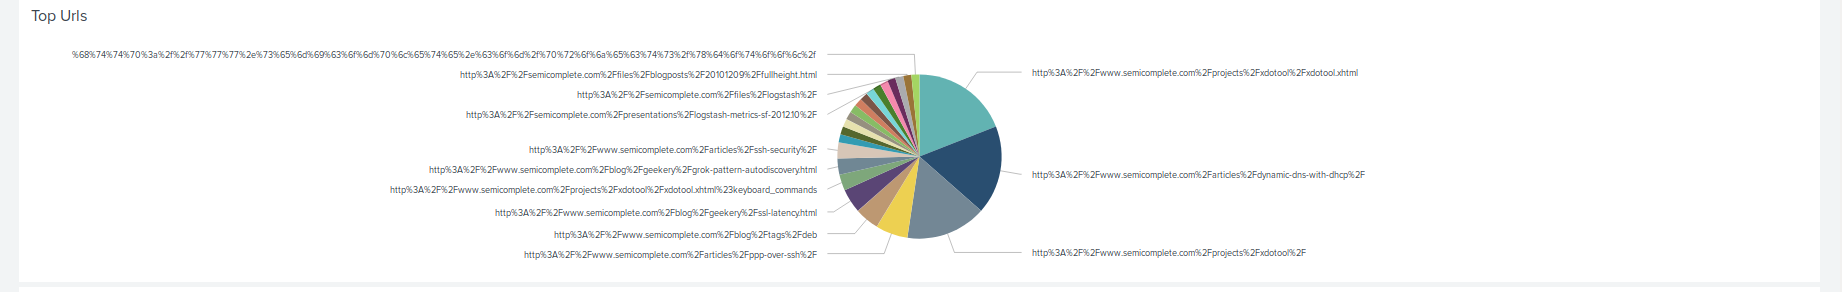 Top Urls
%68%74%74%70%3a%2f%2f%77%77%77%2e%73%65%6d%69%63%6f%6d%70%6c%65%74%65%2e%63%6f%6d%2f%70%72%6f%6a%65%63%74%73%2f%78%64%6f%74%6f%6f%6c%2f
http%3A%2F%2Fsemicomplete.com%2Ffiles%2Fblogposts%2F20101209%2Ffullheight.html
http%3A%2F%2Fsemicomplete.com%2Ffiles%2Flogstash%2F
http%3A%2F%2Fsemicomplete.com%2Fpresentations%2Flogstash-metrics-sf-2012.10%2F
http%3A%2F%2Fwww.semicomplete.com%2Farticles%2Fssh-security%2F
http%3A%2F%2Fwww.semicomplete.com%2Fblog%2Fgeekery%2Fgrok-pattern-autodiscovery.html
http%3A%2F%2Fwww.semicomplete.com%2Fprojects%2Fxdotool%2Fxdotool.xhtml%23keyboard_commands
http%3A%2F%2Fwww.semicomplete.com%2Fblog%2Fgeekery%2Fssl-latency.html
http%3A%2F%2Fwww.semicomplete.com%2Fblog%2Ftags%2Fdeb
http%3A%2F%2Fwww.semicomplete.com%2Farticles%2Fppp-over-ssh%2F
http%3A%2F%2Fwww.semicomplete.com%2Fprojects%2Fxdotool%2Fxdotool.xhtml
http%3A%2F%2Fwww.semicomplete.com%2Farticles%2Fdynamic-dns-with-dhcp%2F
http%3A%2F%2Fwww.semicomplete.com%2Fprojects%2Fxdotool%2F